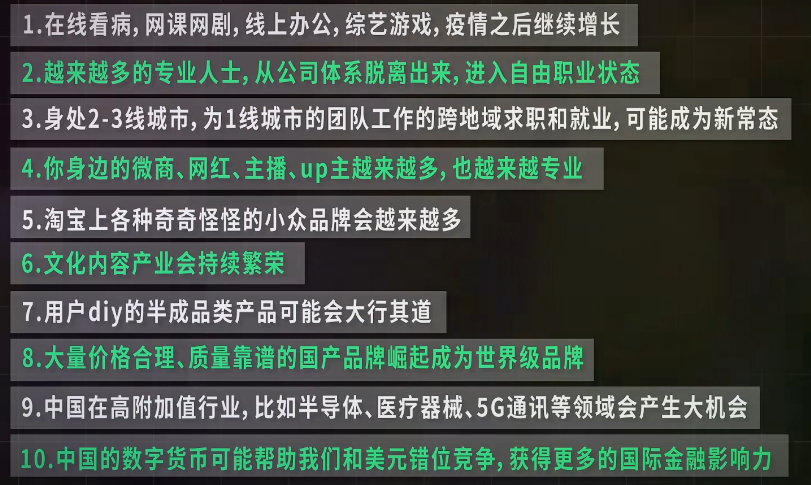 1.在线看病,网课网剧,线上办公,综艺游戏,疫情之后继续增长
2.越来越多的专业人士,从公司体系脱离出来,进入自由职业状态
3.身处2-3线城市,为1线城市的团队工作的跨地域求职和就业,可能成为新常态
4.你身边的微商、网红、主播、up主越来越多,也越来越专业
5.淘宝上各种奇奇怪怪的小众品牌会越来越多
6.文化内容产业会持续繁荣
7.用户diy的半成品类产品可能会大行其道
8.大量价格合理、质量靠谱的国产品牌崛起成为世界级品牌
9.中国在高附加值行业,比如半导体、医疗器械、5G通讯等领域会产生大机会
10.中国的数字货币可能帮助我们和美元错位竞争,获得更多的国际金融影响力